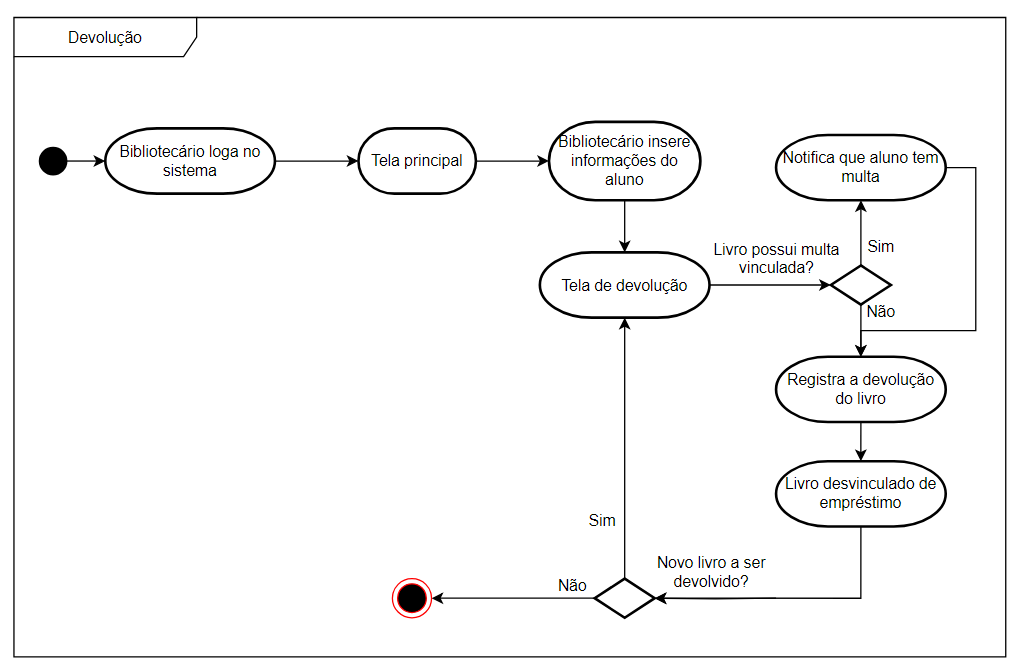 Devolução
Bibliotecário loga no
sistema
Tela principal
Bibliotecário insere
informações do
aluno
Notifica que aluno tem
multa
Tela de devolução
Livro possui multa
vinculada?
Sim
Não
Registra a devolução
do livro
Livro desvinculado de
empréstimo
Novo livro a ser
devolvido?
Sim
Não